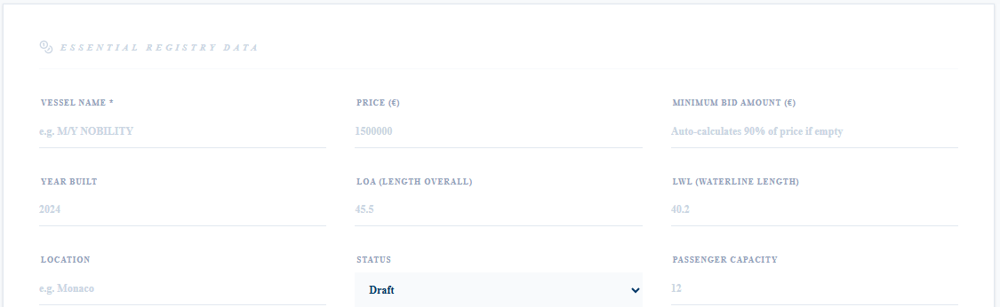 ESSENTIAL REGISTRY DATA
VESSEL NAME * PRICE (€) MINIMUM BID AMOUNT (€)
e.g. M/Y NOBILITY 1500000 Auto-calculates 90% of price if empty
YEAR BUILT LOA (LENGTH OVERALL) LWL (WATERLINE LENGTH)
2024 45.5 40.2
LOCATION STATUS PASSENGER CAPACITY
e.g. Monaco Draft 12